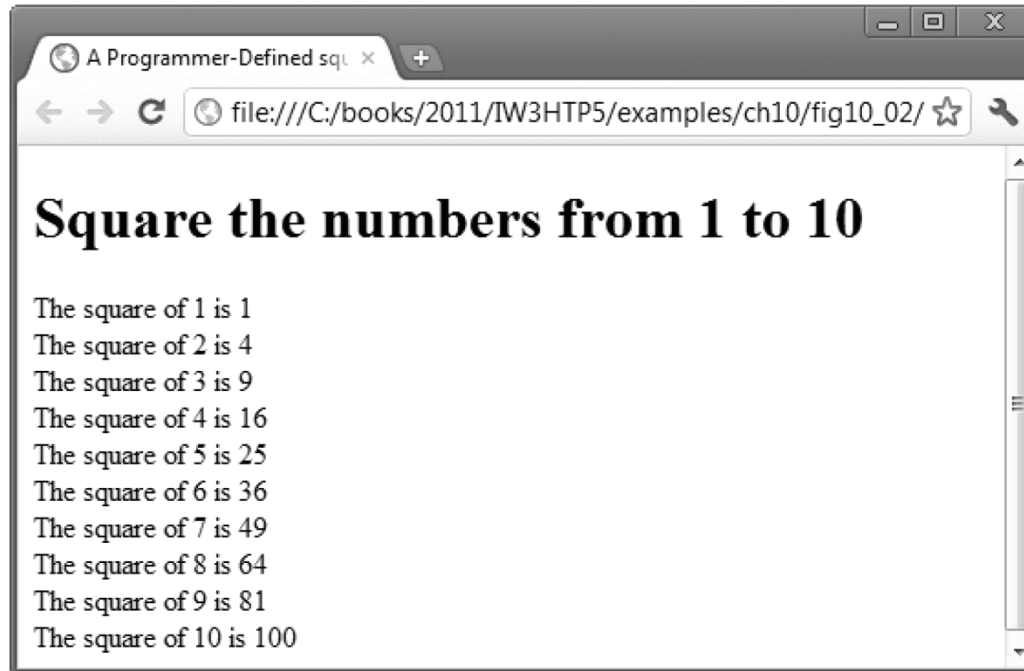 A Programmer-Defined squ
file:///C:/books/2011/IW3HTP5/examples/ch10/fig10_02/
Square the numbers from 1 to 10
The square of 1 is 1
The square of 2 is 4
The square of 3 is 9
The square of 4 is 16
The square of 5 is 25
The square of 6 is 36
The square of 7 is 49
The square of 8 is 64
The square of 9 is 81
The square of 10 is 100